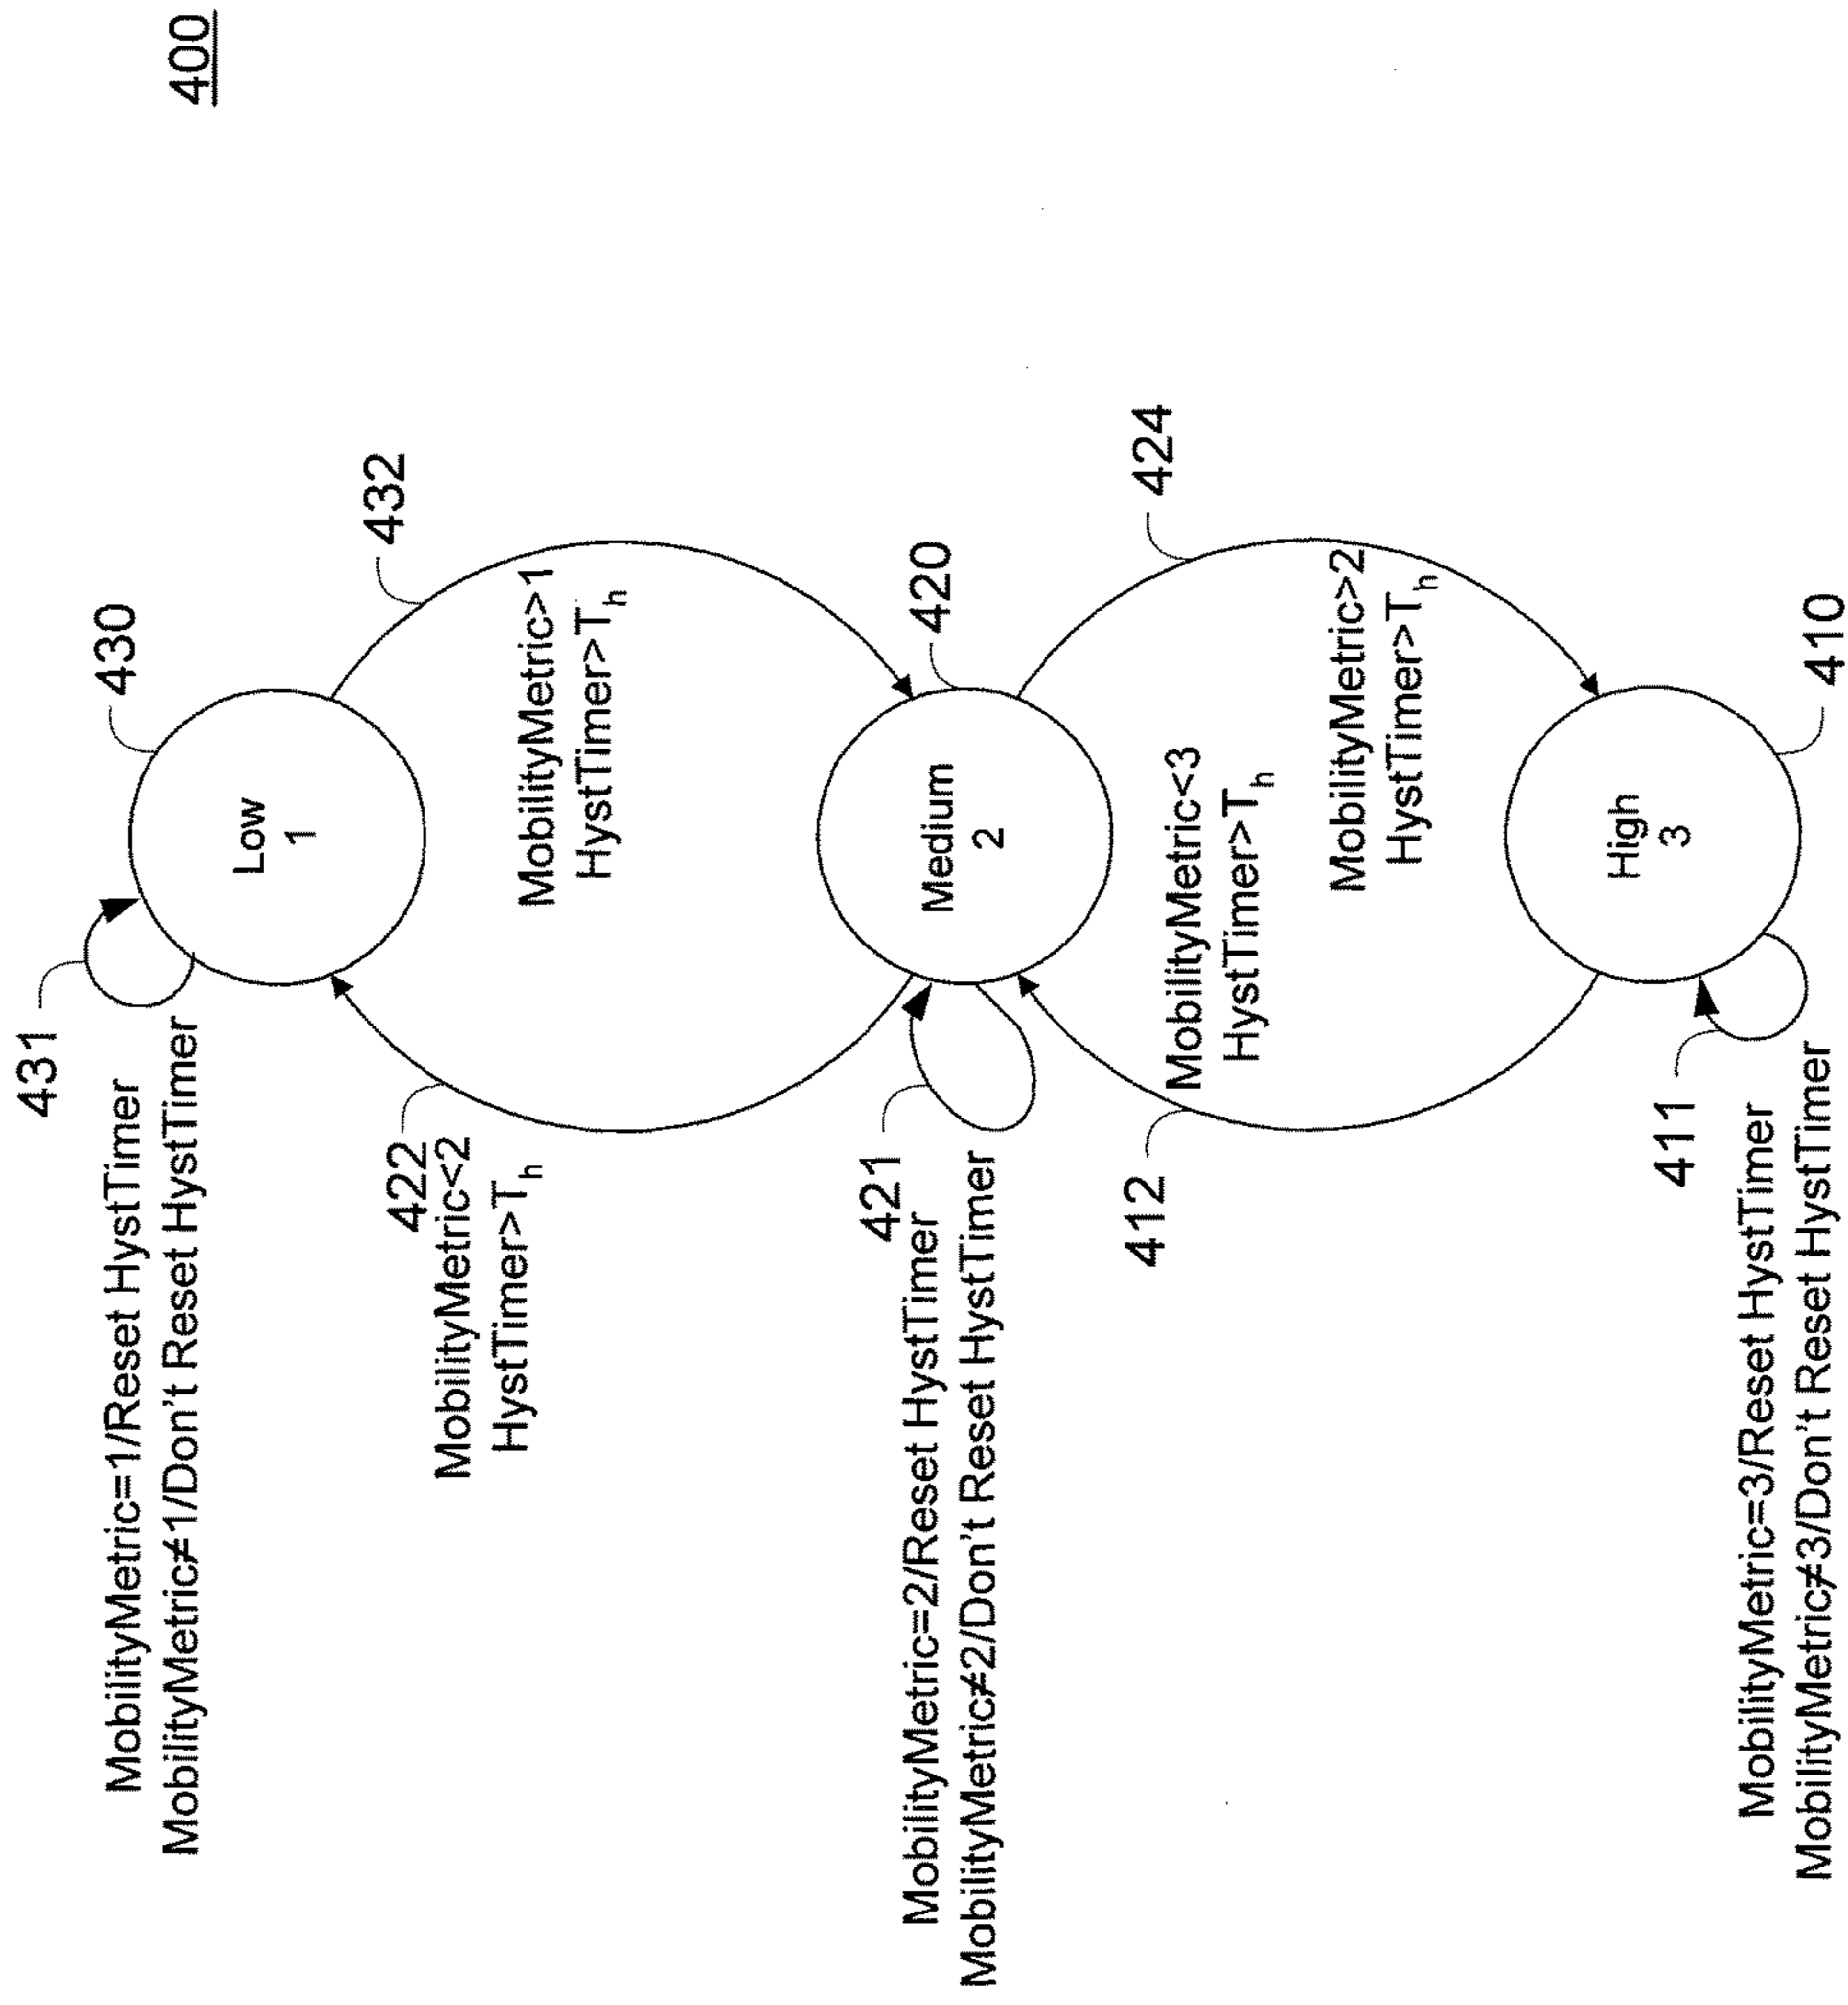 400
430
431
Low
1
MobilityMetric=1/Reset HystTimer
MobilityMetric≠1/Don't Reset HystTimer
432
MobilityMetric>1
HystTimer>Th
422
MobilityMetric<2
HystTimer>Th
420
Medium
2
421
MobilityMetric=2/Reset HystTimer
MobilityMetric≠2/Don't Reset HystTimer
424
MobilityMetric>2
HystTimer>Th
412
MobilityMetric<3
HystTimer>Th
410
High
3
411
MobilityMetric=3/Reset HystTimer
MobilityMetric≠3/Don't Reset HystTimer